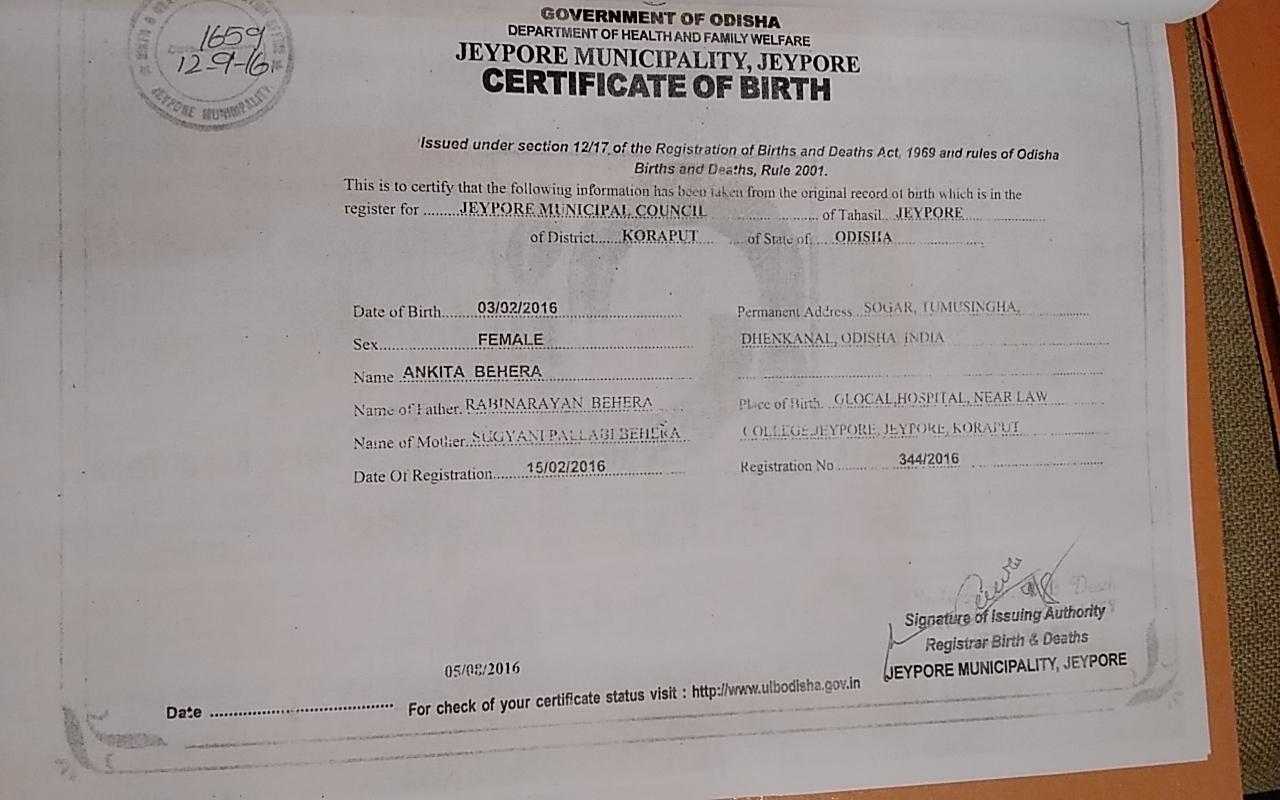 1659
12-9-16
JEYPORE MUNICIPALITY
GOVERNMENT OF ODISHA
DEPARTMENT OF HEALTH AND FAMILY WELFARE
JEYPORE MUNICIPALITY, JEYPORE
CERTIFICATE OF BIRTH
Issued under section 12/17 of the Registration of Births and Deaths Act, 1969 and rules of Odisha
Births and Deaths, Rule 2001.
This is to certify that the following information has been taken from the original record of birth which is in the
register for ........JEYPORE MUNICIPAL COUNCIL ........ of Tahasil JEYPORE
of District......KORAPUT ... of State of.... ODISHA
Date of Birth 03/02/2016
Sex FEMALE
Name ANKITA BEHERA
Name of Father RABINARAYAN BEHERA
Name of Mother SUGYANI PALLABI BEHERA
Date Of Registration 15/02/2016
Permanent Address SOGAR, TUMUSINGHA,
DHENKANAL, ODISHA INDIA
Place of Birth. GLOCAL,HOSPITAL, NEAR LAW
COLLEGE,JEYPORE, JEYPORE, KORAPUT
Registration No 344/2016
Death
Signature of Issuing Authority
Registrar Birth & Deaths
JEYPORE MUNICIPALITY, JEYPORE
05/08/2016
Date ........................................ For check of your certificate status visit : http://www.ulbodisha.gov.in